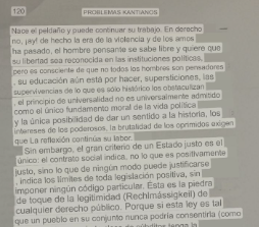 120 PROBLEMAS KANTIANOS
Nace el peldaño y puede continuar su trabajo. En derecho
no, ¡ay! de hecho la era de la violencia y de los amos
ha pasado, el hombre pensante se sabe libre y quiere que
su libertad sea reconocida en las instituciones políticas,
pero es consciente de que no todos los hombres son pensadores
, su educación aún está por hacer, supersticiones, las
supervivencias de lo que es sólo histórico los obstaculizan
, el principio de universalidad no es universalmente admitido
como el único fundamento moral de la vida política
y la única posibilidad de dar un sentido a la historia, los
intereses de los poderosos, la brutalidad de los oprimidos exigen
que La reflexión continúa su labor.
Sin embargo, el gran criterio de un Estado justo es el
único: el contrato social indica, no lo que es positivamente
justo, sino lo que de ningún modo puede justificarse
, indica los límites de toda legislación positiva, sin
imponer ningún código particular. Ésta es la piedra
de toque de la legitimidad (Rechtmässigkeit) de
cualquier derecho público. Porque si esta ley es tal
que un pueblo en su conjunto nunca podría consentirla (como